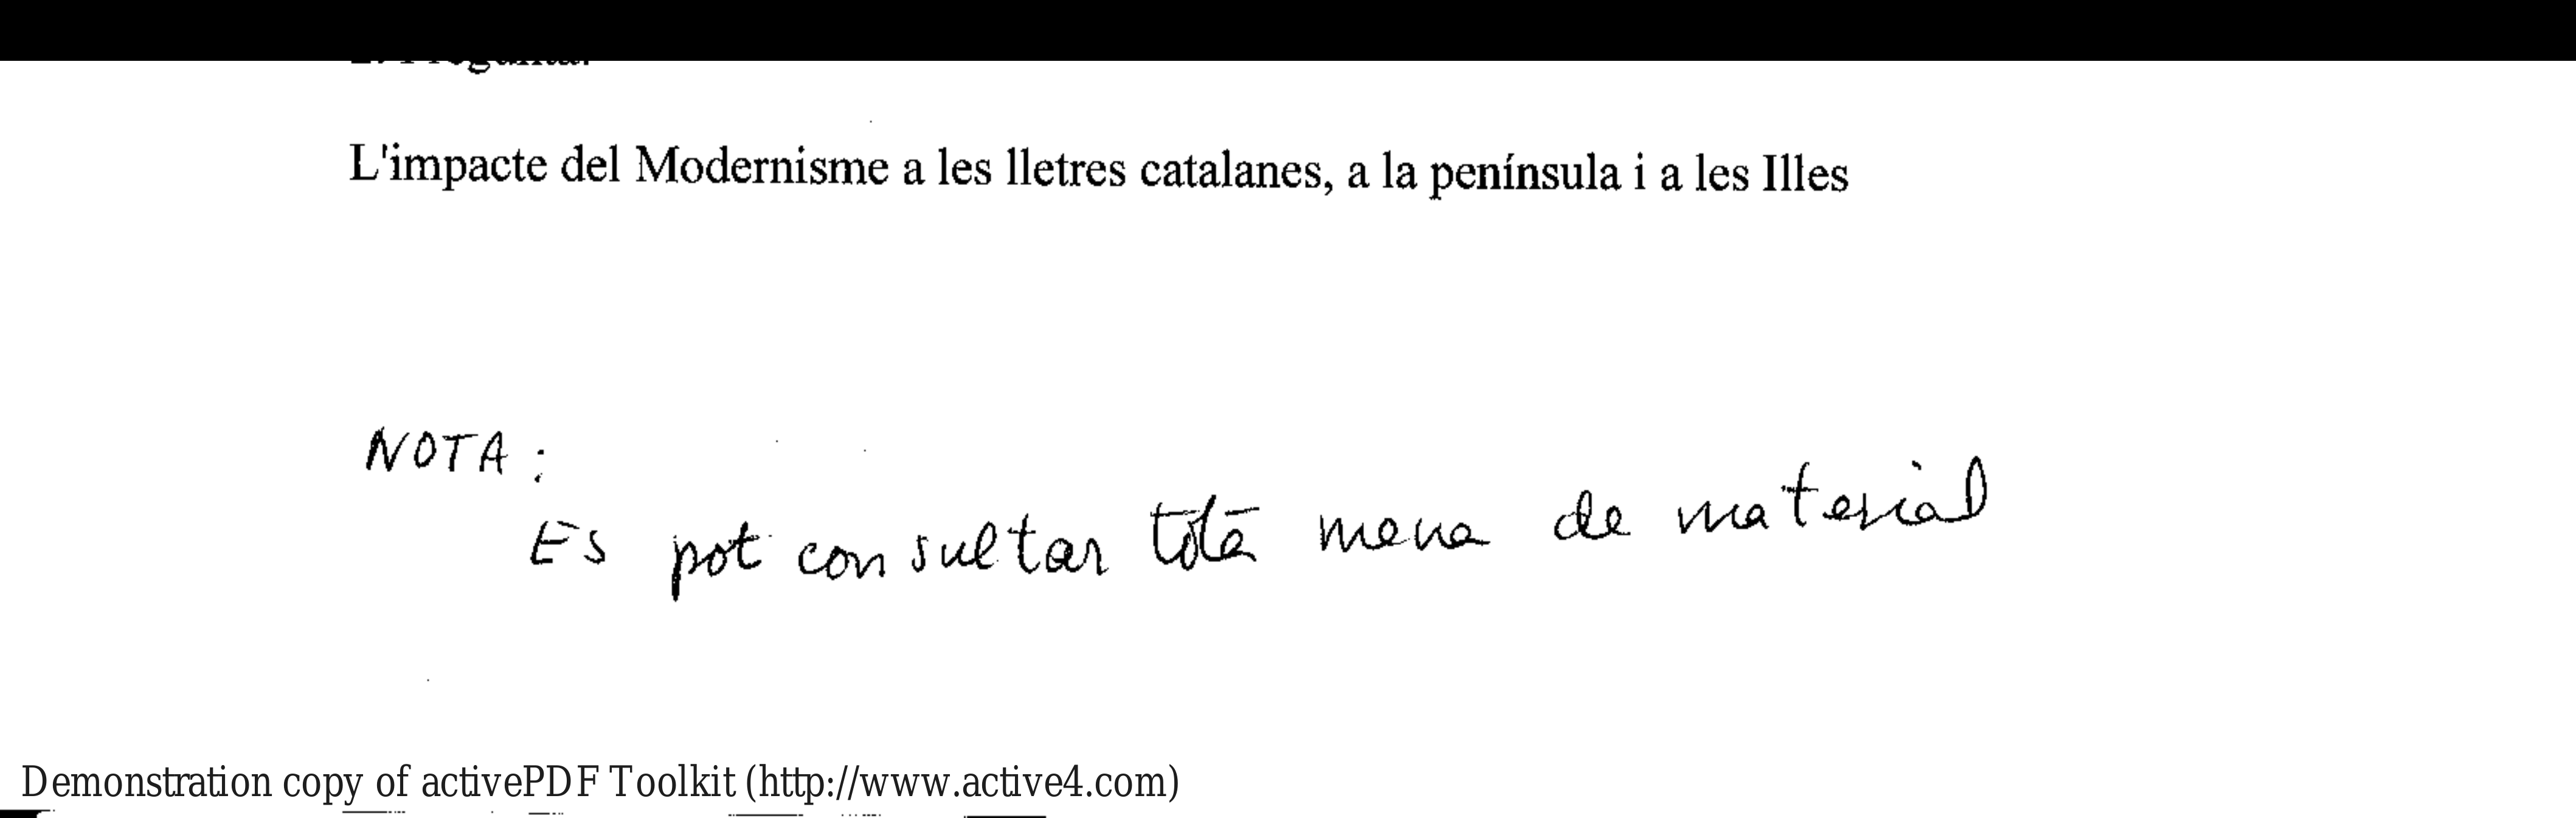 L'impacte del Modernisme a les lletres catalanes, a la península i a les Illes
NOTA:
Es pot consultar tota mena de material
Demonstration copy of activePDF Toolkit (http://www.active4.com)